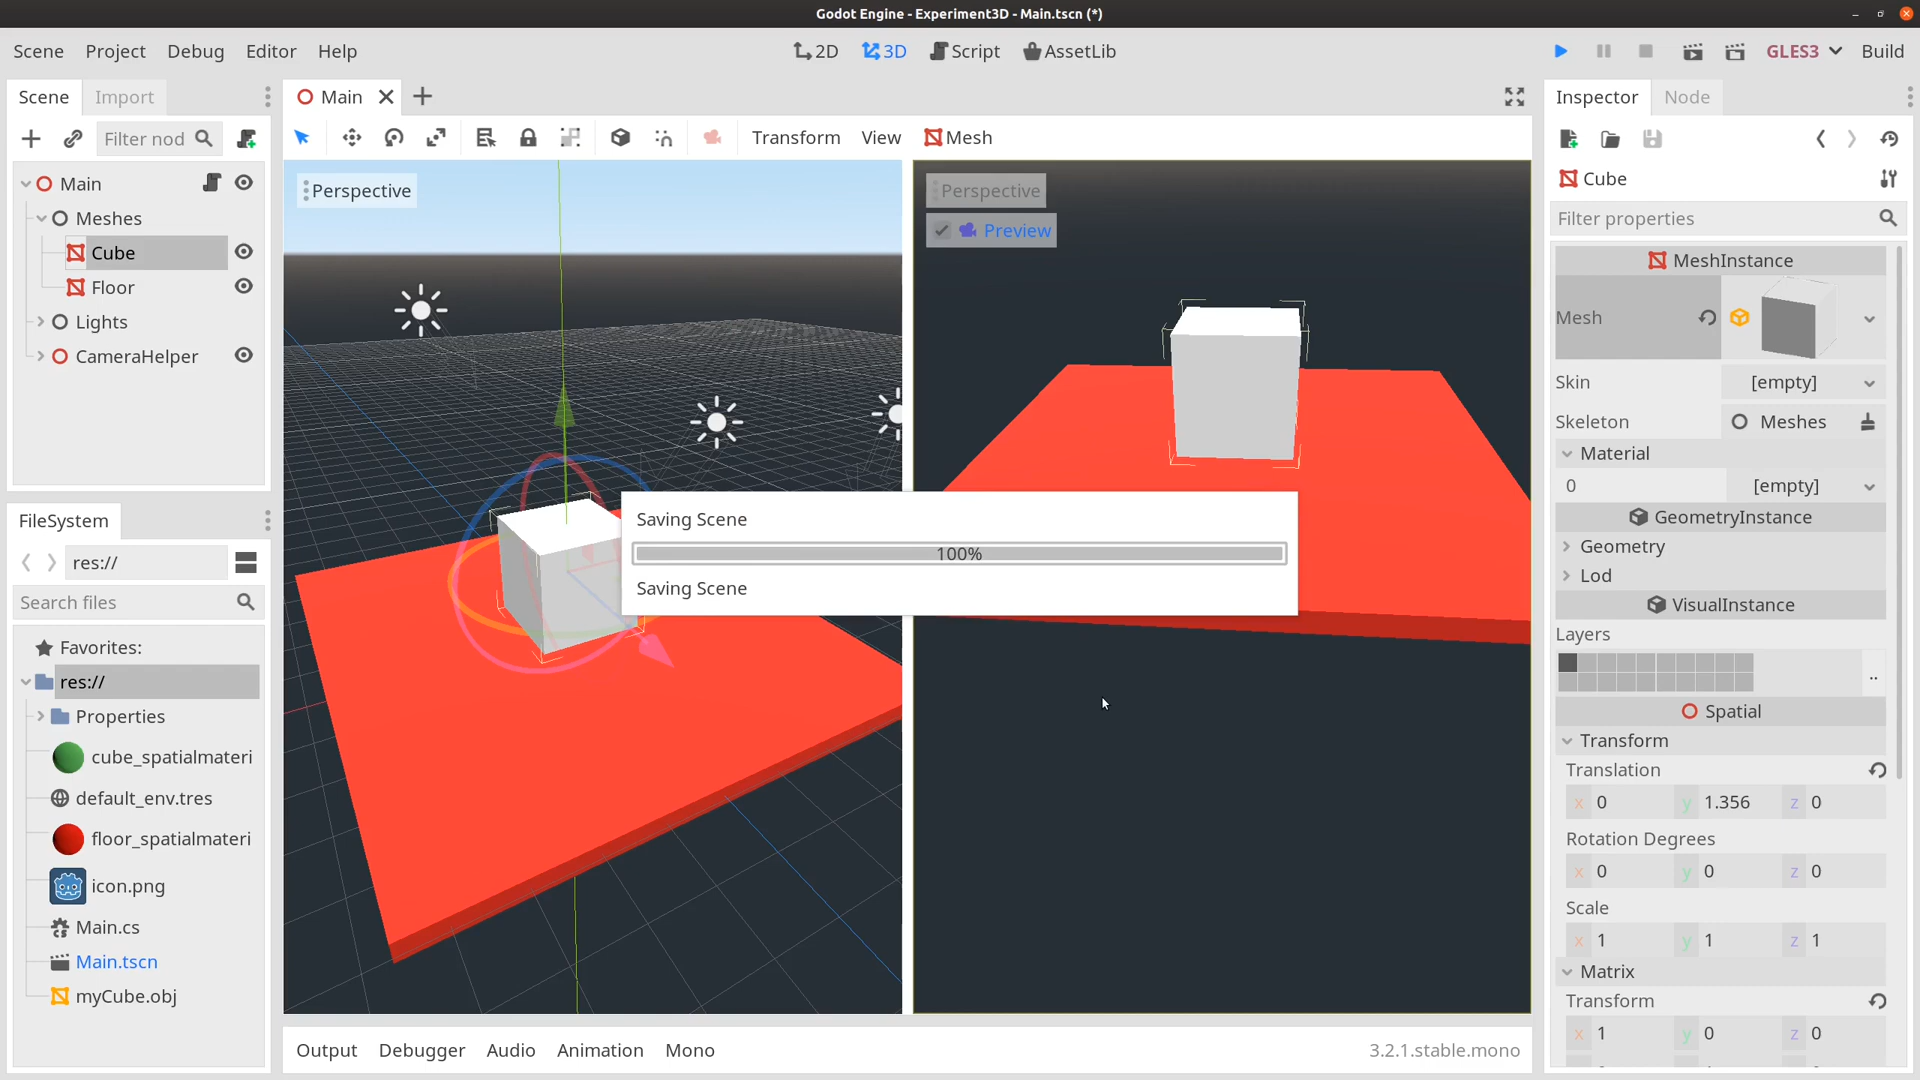 Godot Engine - Experiment3D - Main.tscn (*)
Scene Project Debug Editor Help
2D 3D Script AssetLib
GLES3 Build
Scene Import
Filter nod
Main
Meshes
Cube
Floor
Lights
CameraHelper
FileSystem
res://
Search files
Favorites:
res://
Properties
cube_spatialmateri
default_env.tres
floor_spatialmateri
icon.png
Main.cs
Main.tscn
myCube.obj
Main
Transform View Mesh
Perspective
Perspective
Preview
Saving Scene
100%
Saving Scene
Output Debugger Audio Animation Mono
3.2.1.stable.mono
Inspector Node
Cube
Filter properties
MeshInstance
Mesh
Skin [empty]
Skeleton Meshes
Material
0 [empty]
GeometryInstance
Geometry
Lod
VisualInstance
Layers
..
Spatial
Transform
Translation
x 0 y 1.356 z 0
Rotation Degrees
x 0 y 0 z 0
Scale
x 1 y 1 z 1
Matrix
Transform
x 1 y 0 z 0